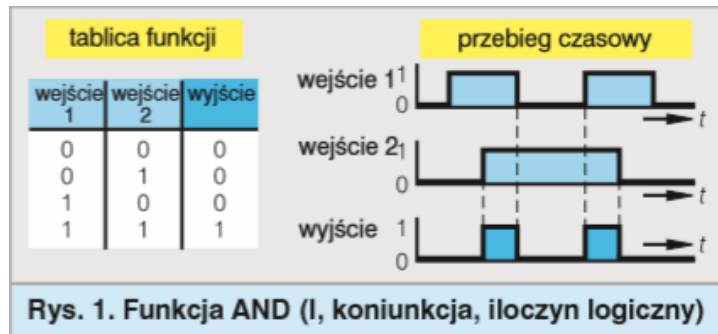 tablica funkcji
wejście 1 wejście 2 wyjście
0 0 0
0 1 0
1 0 0
1 1 1
przebieg czasowy
wejście 1 1
0
t
wejście 2 1
0
t
wyjście 1
0
t
Rys. 1. Funkcja AND (I, koniunkcja, iloczyn logiczny)